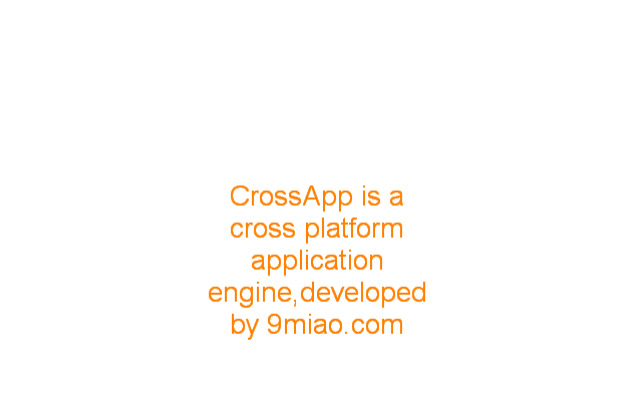 CrossApp is a
cross platform
application
engine,developed
by 9miao.com